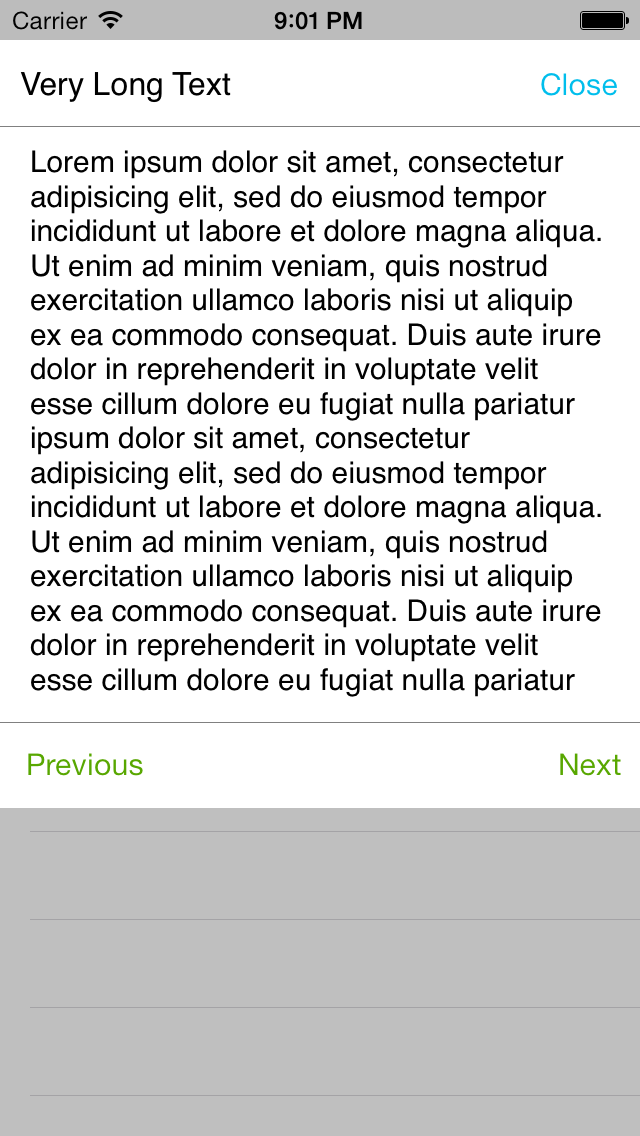 Carrier 9:01 PM
Very Long Text Close
Lorem ipsum dolor sit amet, consectetur
adipisicing elit, sed do eiusmod tempor
incididunt ut labore et dolore magna aliqua.
Ut enim ad minim veniam, quis nostrud
exercitation ullamco laboris nisi ut aliquip
ex ea commodo consequat. Duis aute irure
dolor in reprehenderit in voluptate velit
esse cillum dolore eu fugiat nulla pariatur
ipsum dolor sit amet, consectetur
adipisicing elit, sed do eiusmod tempor
incididunt ut labore et dolore magna aliqua.
Ut enim ad minim veniam, quis nostrud
exercitation ullamco laboris nisi ut aliquip
ex ea commodo consequat. Duis aute irure
dolor in reprehenderit in voluptate velit
esse cillum dolore eu fugiat nulla pariatur
Previous Next